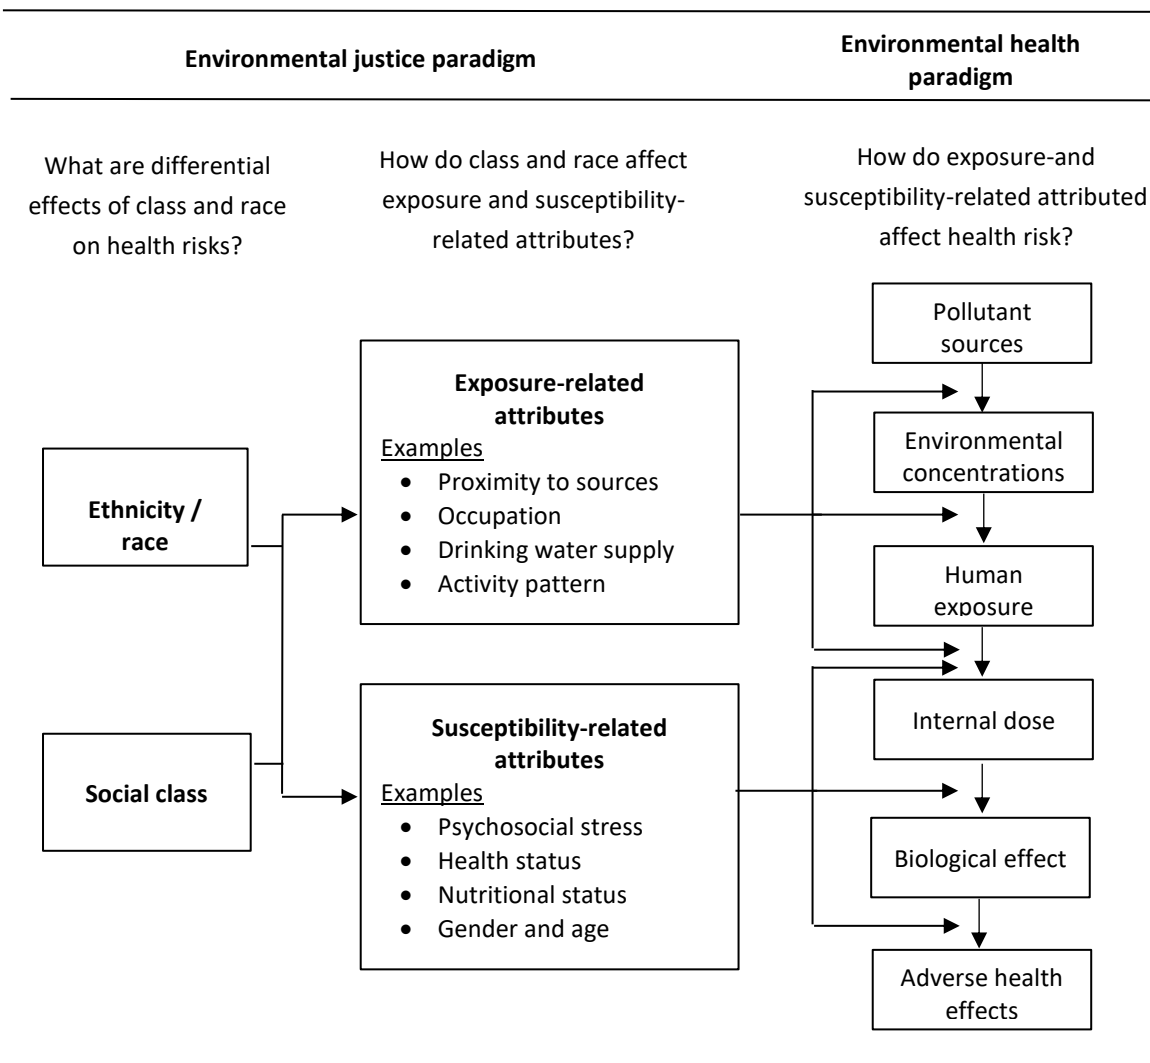 Environmental justice paradigm
Environmental health
paradigm
What are differential
effects of class and race
on health risks?
How do class and race affect
exposure and susceptibility-
related attributes?
How do exposure-and
susceptibility-related attributed
affect health risk?
Ethnicity /
race
Social class
Exposure-related
attributes
Examples
• Proximity to sources
• Occupation
• Drinking water supply
• Activity pattern
Susceptibility-related
attributes
Examples
• Psychosocial stress
• Health status
• Nutritional status
• Gender and age
Pollutant
sources
Environmental
concentrations
Human
exposure
Internal dose
Biological effect
Adverse health
effects